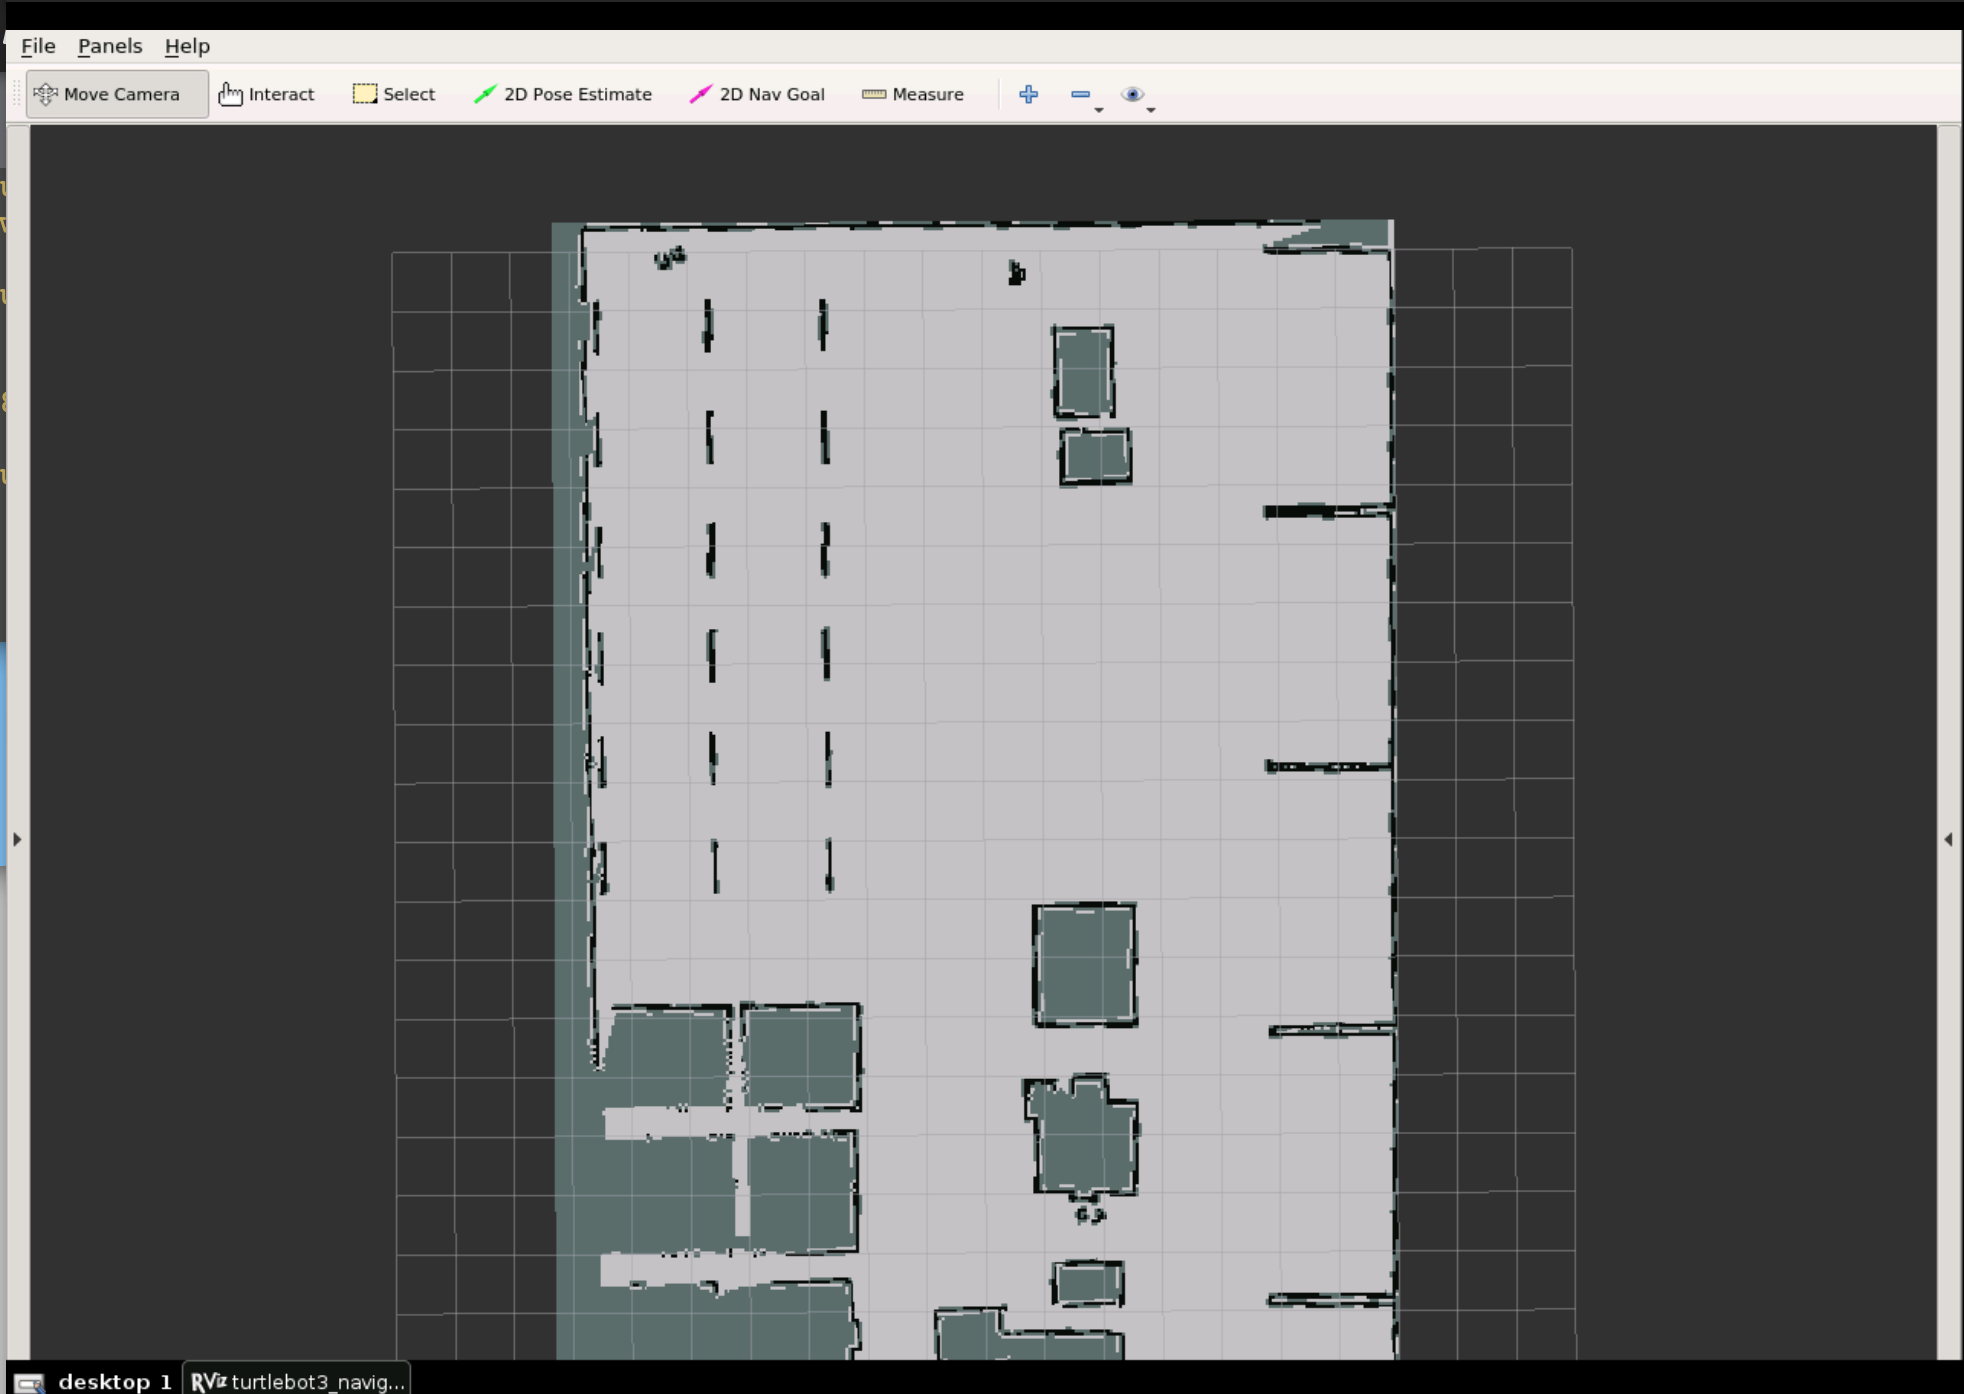 File Panels Help
Move Camera Interact Select 2D Pose Estimate 2D Nav Goal Measure
desktop 1 RViz turtlebot3_navig...